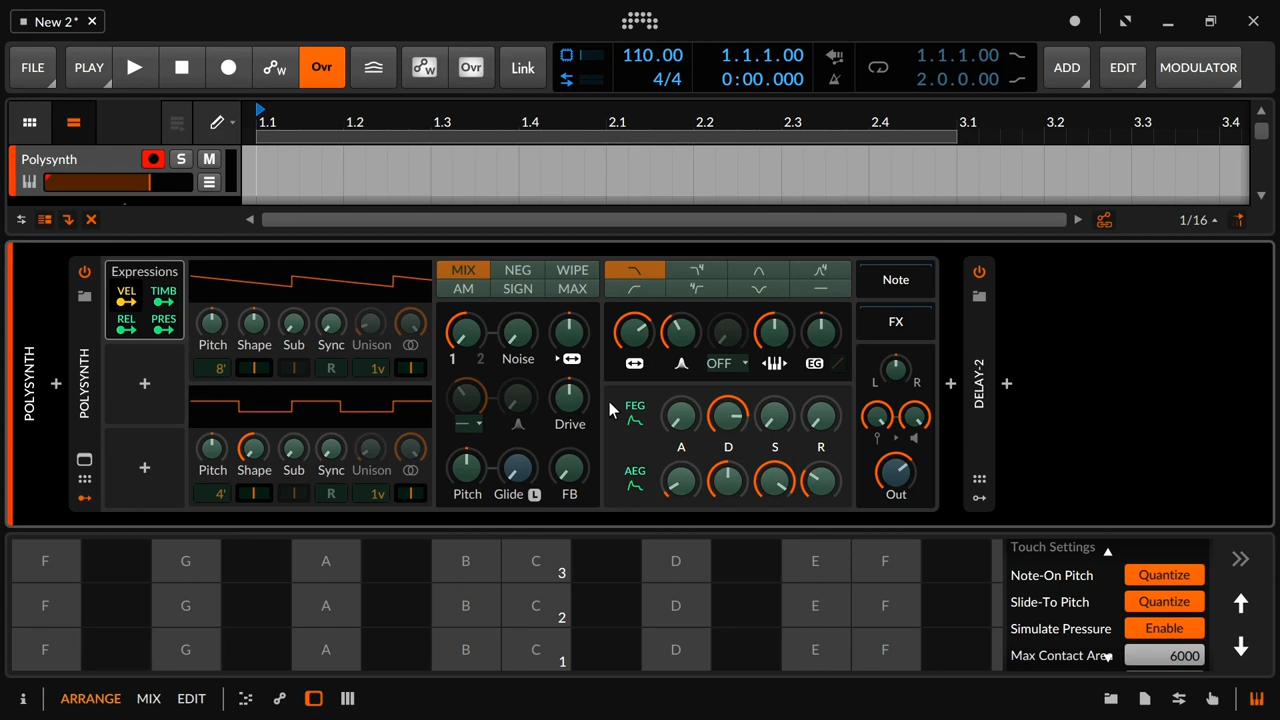 New 2*
FILE
PLAY
Ovr
Ovr
Link
110.00
4/4
1.1.1.00
0:00.000
1.1.1.00
2.0.0.00
ADD
EDIT
MODULATOR
1.1
1.2
1.3
1.4
2.1
2.2
2.3
2.4
3.1
3.2
3.3
3.4
Polysynth
S
M
1/16
POLYSYNTH
POLYSYNTH
Expressions
VEL
TIMB
REL
PRES
Pitch
Shape
Sub
Sync
Unison
8'
R
1v
Pitch
Shape
Sub
Sync
Unison
4'
R
1v
MIX
NEG
WIPE
AM
SIGN
MAX
1
2
Noise
Drive
Pitch
Glide
L
FB
OFF
EG
FEG
A
D
S
R
AEG
Note
FX
L
R
Out
DELAY-2
F
G
A
B
C
3
D
E
F
F
G
A
B
C
2
D
E
F
F
G
A
B
C
1
D
E
F
Touch Settings
Note-On Pitch
Quantize
Slide-To Pitch
Quantize
Simulate Pressure
Enable
Max Contact Area
6000
ARRANGE
MIX
EDIT